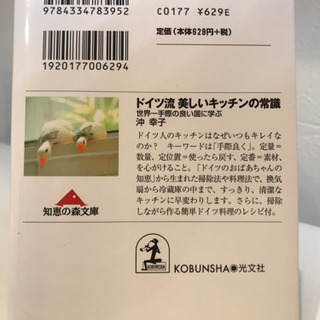 9784334783952
C0177 ¥629E
定価(本体629円+税)
1920177006294
ドイツ流 美しいキッチンの常識
世界一手際の良い国に学ぶ
沖 幸子
ドイツ人のキッチンはなぜいつもキレイな
のか? キーワードは「手際良く」。定量=
数量、定位置=使ったら戻す、定番=素材、
を心がけること。「ドイツのおばあちゃんの
知恵」から生まれた掃除法や料理法で、換気
扇から冷蔵庫の中まで、すっきり、清潔な
キッチンに早変わりします。さらに、掃除
しながら作る簡単ドイツ料理のレシピ付。
知恵の森文庫
KOBUNSHA
KOBUNSHA 光文社